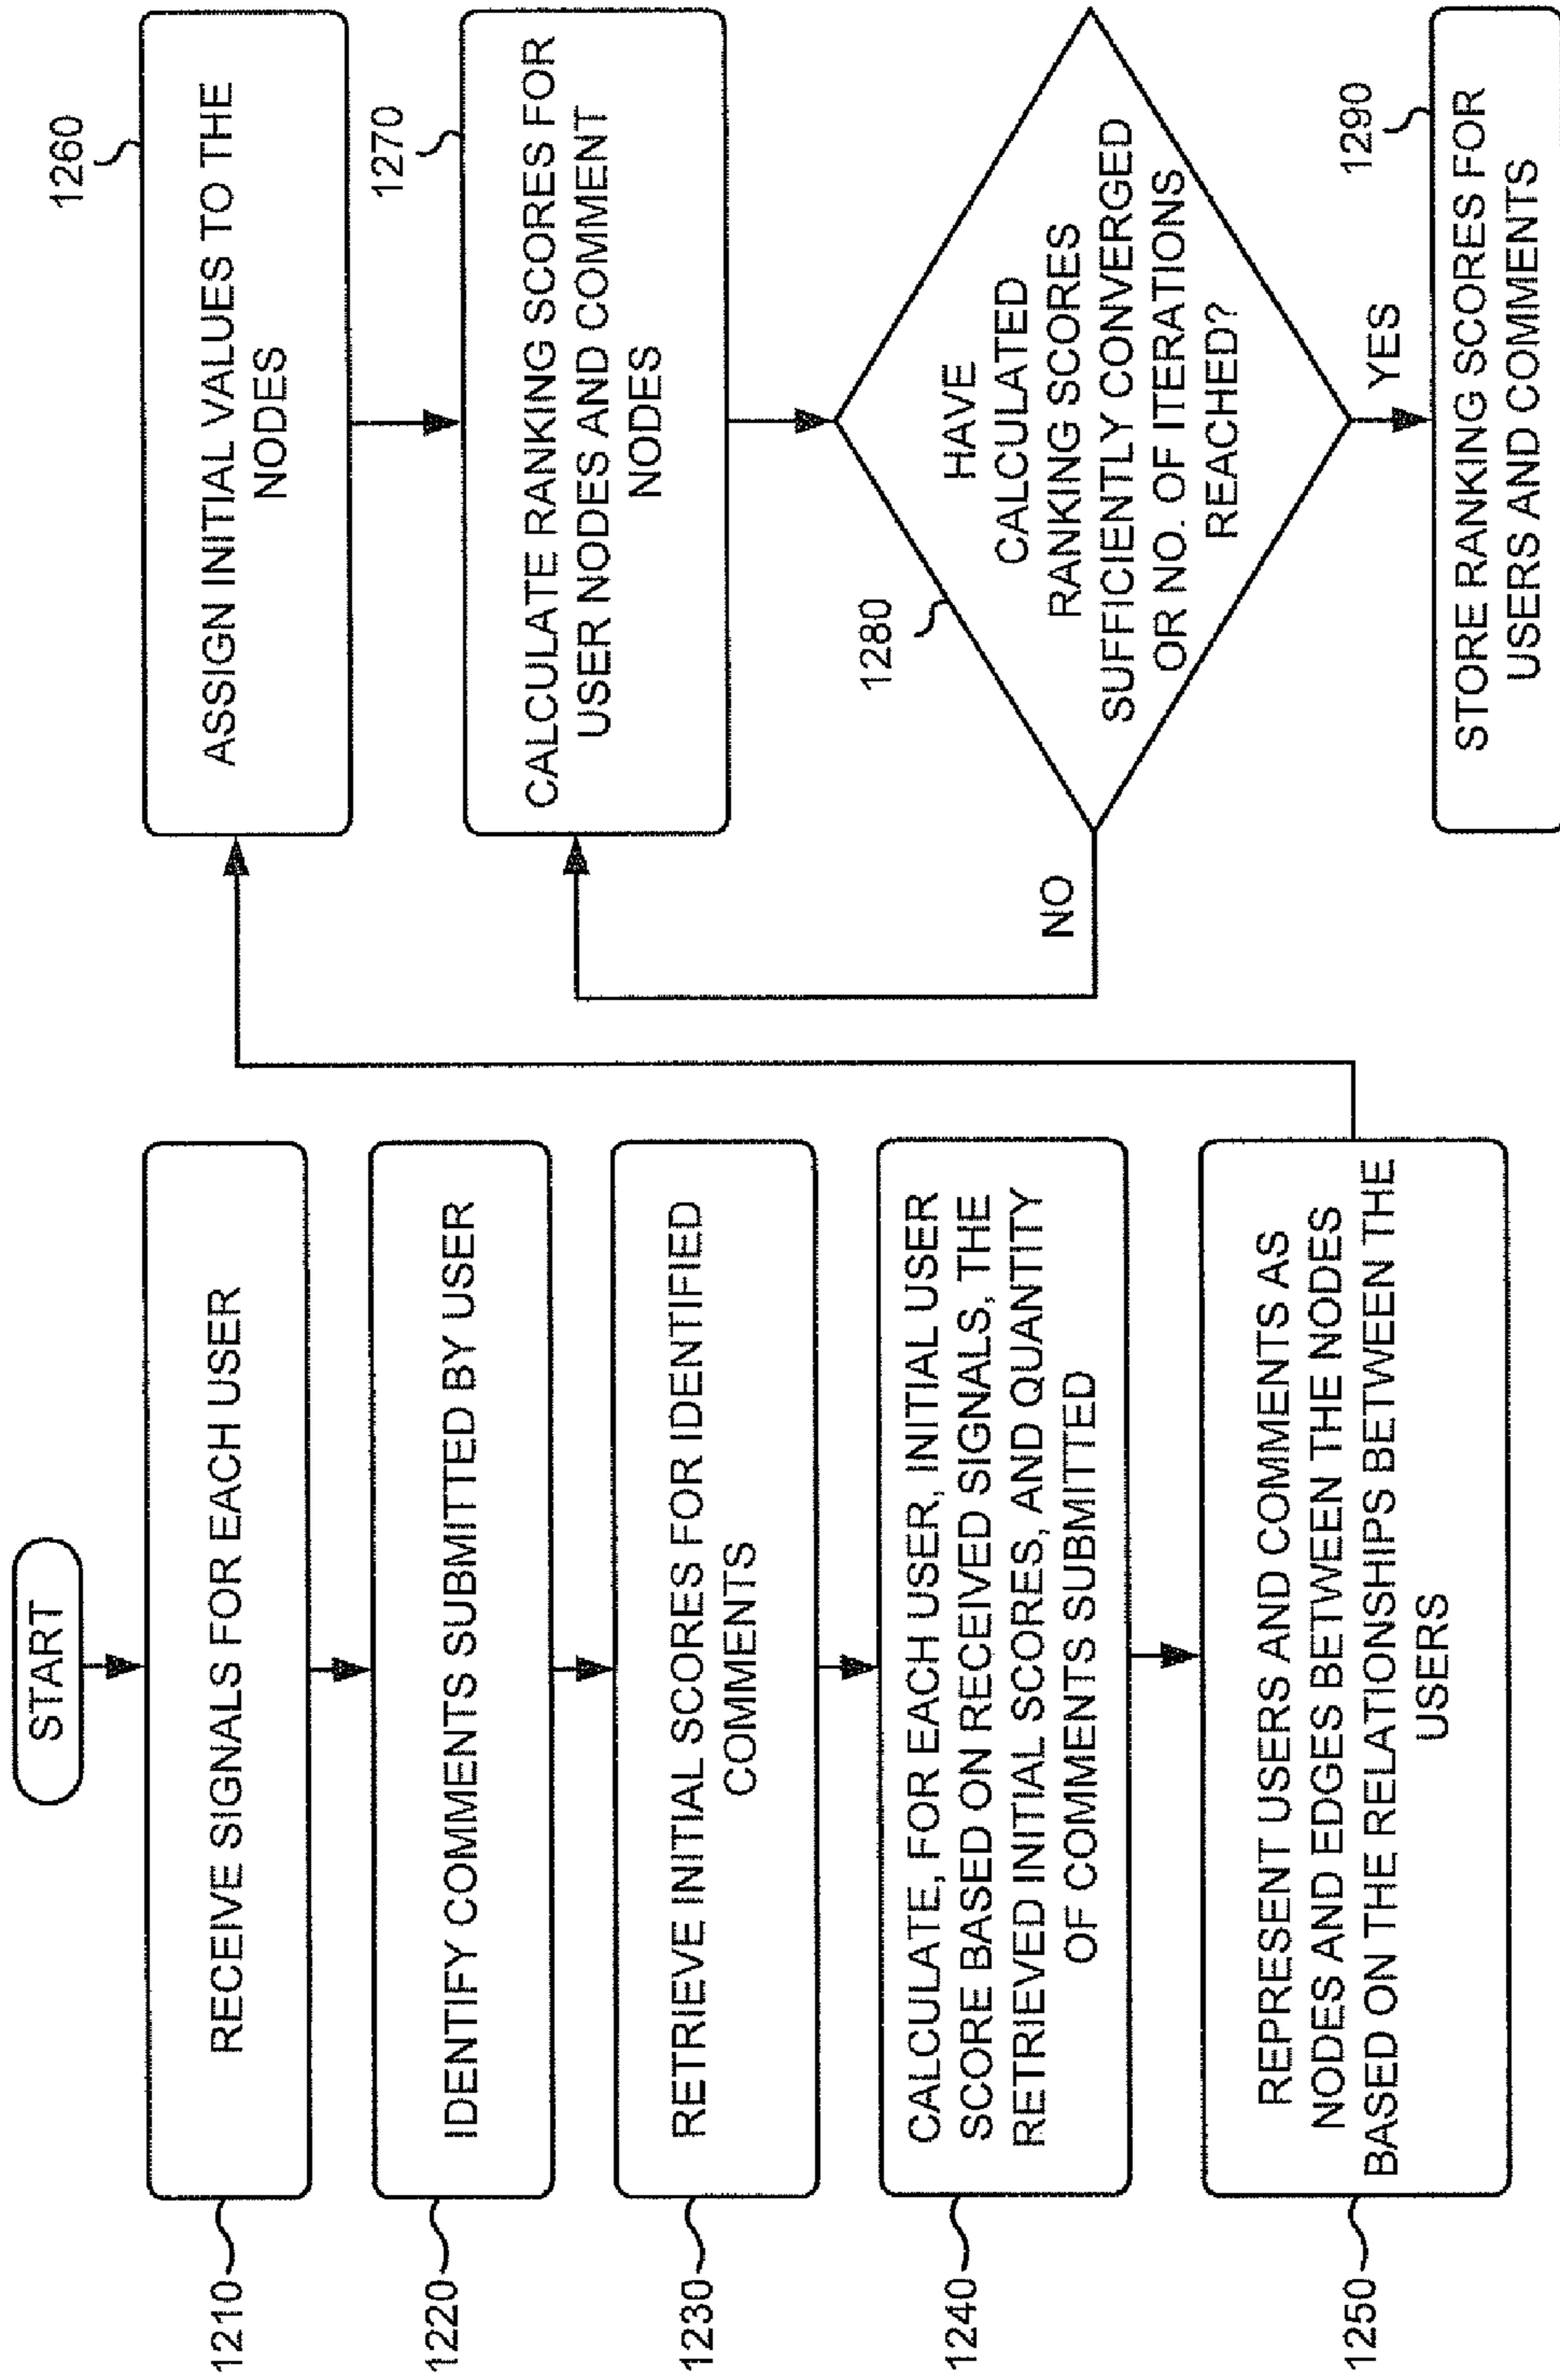 START
1210
RECEIVE SIGNALS FOR EACH USER
1220
IDENTIFY COMMENTS SUBMITTED BY USER
1230
RETRIEVE INITIAL SCORES FOR IDENTIFIED
COMMENTS
1240
CALCULATE, FOR EACH USER, INITIAL USER
SCORE BASED ON RECEIVED SIGNALS, THE
RETRIEVED INITIAL SCORES, AND QUANTITY
OF COMMENTS SUBMITTED
1250
REPRESENT USERS AND COMMENTS AS
NODES AND EDGES BETWEEN THE NODES
BASED ON THE RELATIONSHIPS BETWEEN THE
USERS
1260
ASSIGN INITIAL VALUES TO THE
NODES
1270
CALCULATE RANKING SCORES FOR
USER NODES AND COMMENT
NODES
1280
HAVE
CALCULATED
RANKING SCORES
SUFFICIENTLY CONVERGED
OR NO. OF ITERATIONS
REACHED?
NO
YES
1290
STORE RANKING SCORES FOR
USERS AND COMMENTS